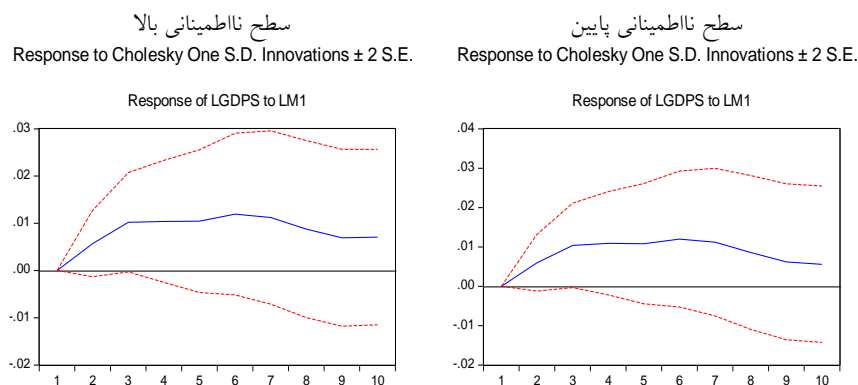 سطح نااطمینانی بالا
Response to Cholesky One S.D. Innovations ± 2 S.E.
Response of LGDPS to LM1
.03
.02
.01
.00
-.01
-.02
1 2 3 4 5 6 7 8 9 10
سطح نااطمینانی پایین
Response to Cholesky One S.D. Innovations ± 2 S.E.
Response of LGDPS to LM1
.04
.03
.02
.01
.00
-.01
-.02
1 2 3 4 5 6 7 8 9 10